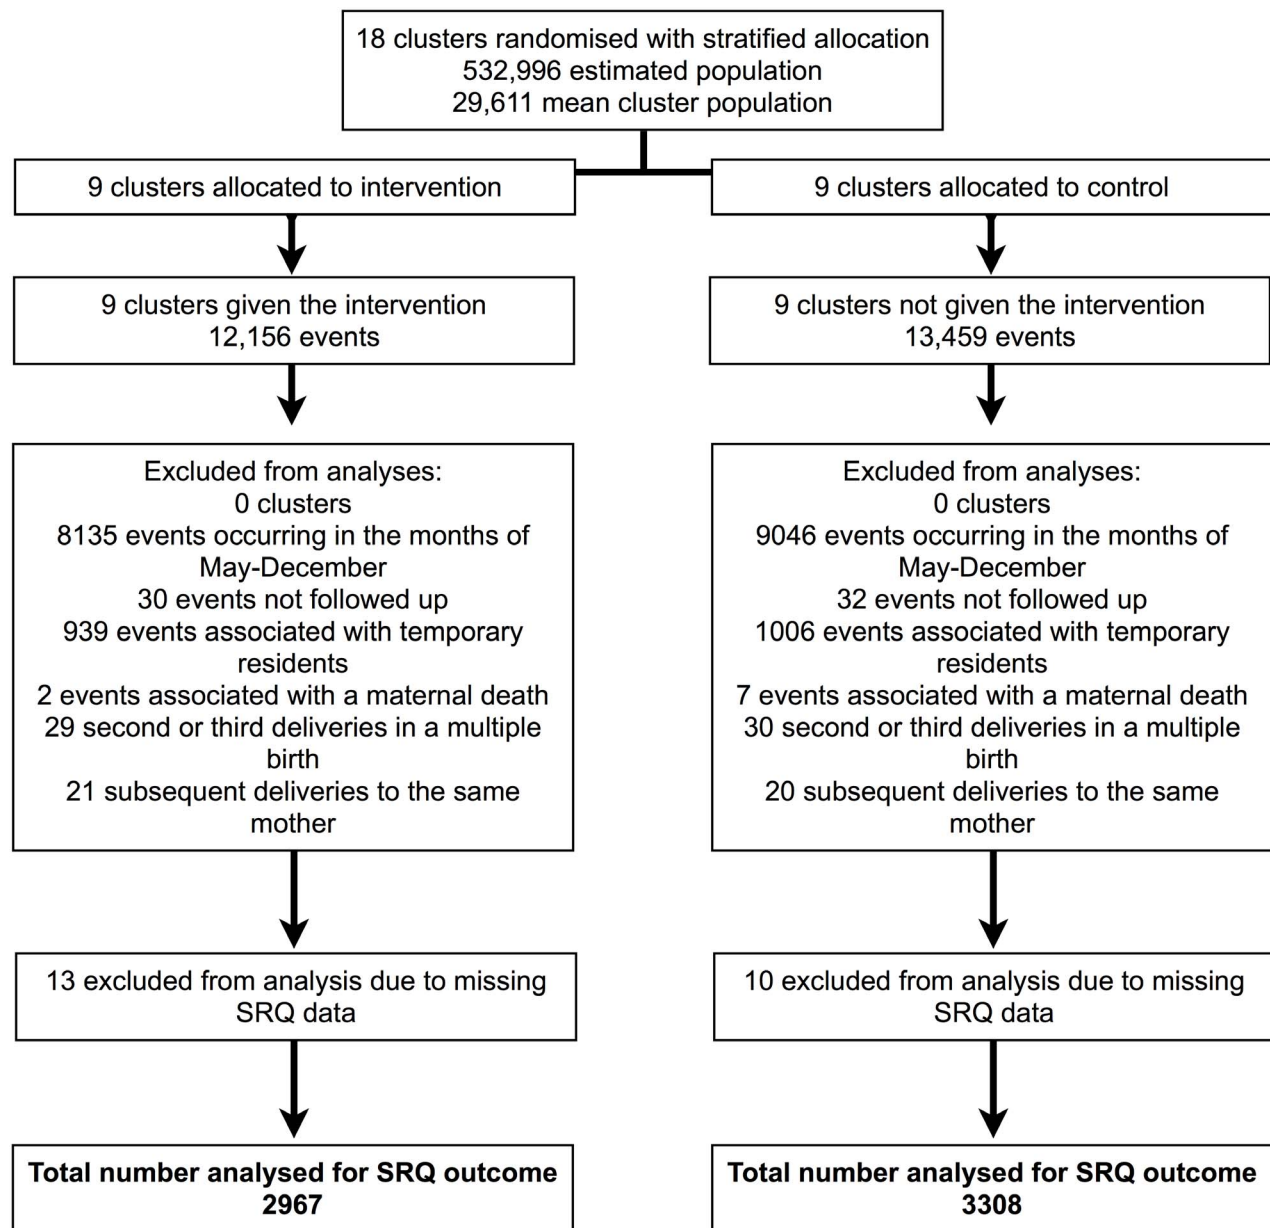 18 clusters randomised with stratified allocation
532,996 estimated population
29,611 mean cluster population
9 clusters allocated to intervention
9 clusters allocated to control
9 clusters given the intervention
12,156 events
9 clusters not given the intervention
13,459 events
Excluded from analyses:
0 clusters
8135 events occurring in the months of
May-December
30 events not followed up
939 events associated with temporary
residents
2 events associated with a maternal death
29 second or third deliveries in a multiple
birth
21 subsequent deliveries to the same
mother
Excluded from analyses:
0 clusters
9046 events occurring in the months of
May-December
32 events not followed up
1006 events associated with temporary
residents
7 events associated with a maternal death
30 second or third deliveries in a multiple
birth
20 subsequent deliveries to the same
mother
13 excluded from analysis due to missing
SRQ data
10 excluded from analysis due to missing
SRQ data
Total number analysed for SRQ outcome
2967
Total number analysed for SRQ outcome
3308